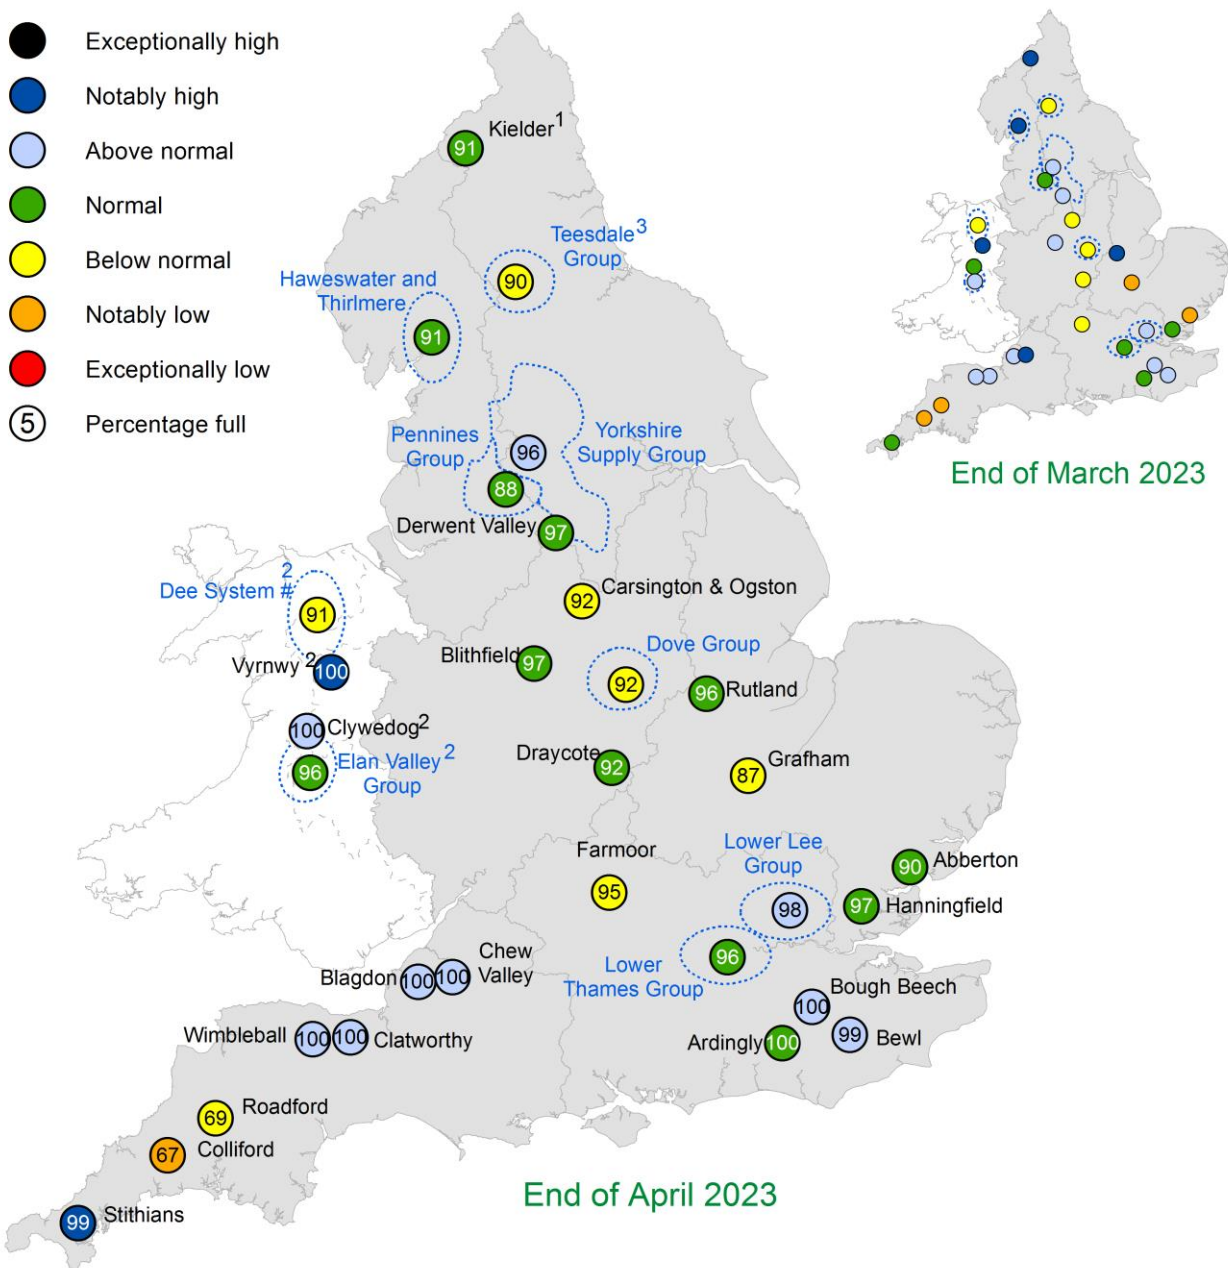 Exceptionally high
Notably high
Above normal
Normal
Below normal
Notably low
Exceptionally low
5 Percentage full
Kielder1
91
Teesdale3
Group
90
Haweswater and
Thirlmere
91
Pennines
Group
88
Yorkshire
Supply Group
96
Derwent Valley
97
End of March 2023
Dee System # 2
91
Carsington & Ogston
92
Vyrnwy 2
100
Blithfield
97
Dove Group
92
96
Rutland
Clywedog2
100
Elan Valley2
Group
96
Draycote
92
Grafham
87
Farmoor
95
Lower Lee
Group
98
Abberton
90
Hanningfield
97
Lower
Thames Group
96
Blagdon
100
Chew
Valley
100
Bough Beech
100
Ardingly
100
Bewl
99
Wimbleball
100
Clatworthy
100
Roadford
69
Colliford
67
Stithians
99
End of April 2023